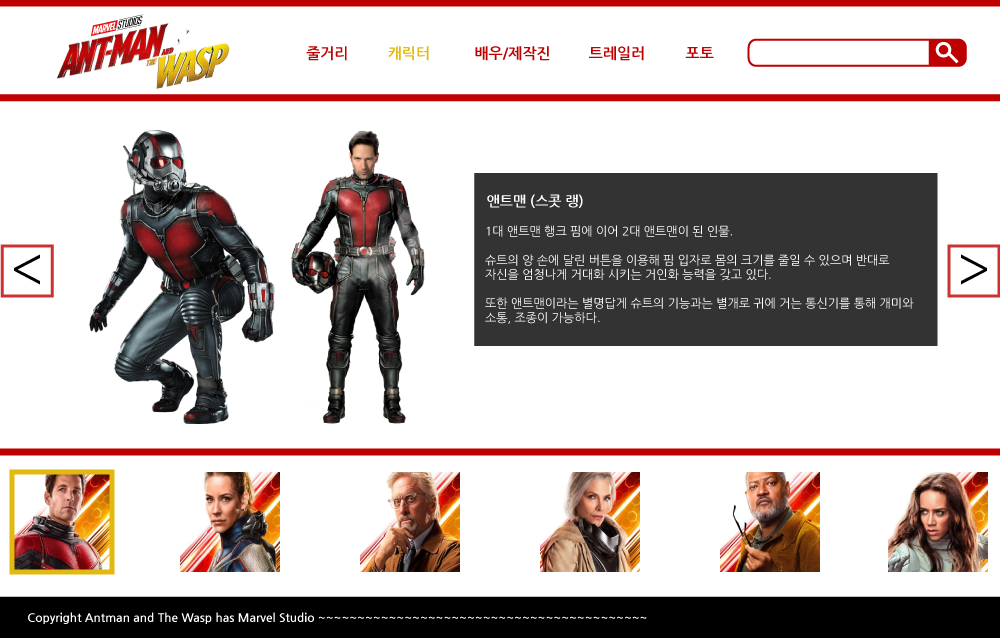 MARVEL STUDIOS
ANT-MAN AND
THE WASP
줄거리 캐릭터 배우/제작진 트레일러 포토
<
>
앤트맨 (스콧 랭)
1대 앤트맨 행크 핌에 이어 2대 앤트맨이 된 인물.
슈트의 양 손에 달린 버튼을 이용해 핌 입자로 몸의 크기를 줄일 수 있으며 반대로
자신을 엄청나게 거대화 시키는 거인화 능력을 갖고 있다.
또한 앤트맨이라는 별명답게 슈트의 기능과는 별개로 귀에 거는 통신기를 통해 개미와
소통, 조종이 가능하다.
Copyright Antman and The Wasp has Marvel Studio ~~~~~~~~~~~~~~~~~~~~~~~~~~~~~~~~~~~~~~~~~~